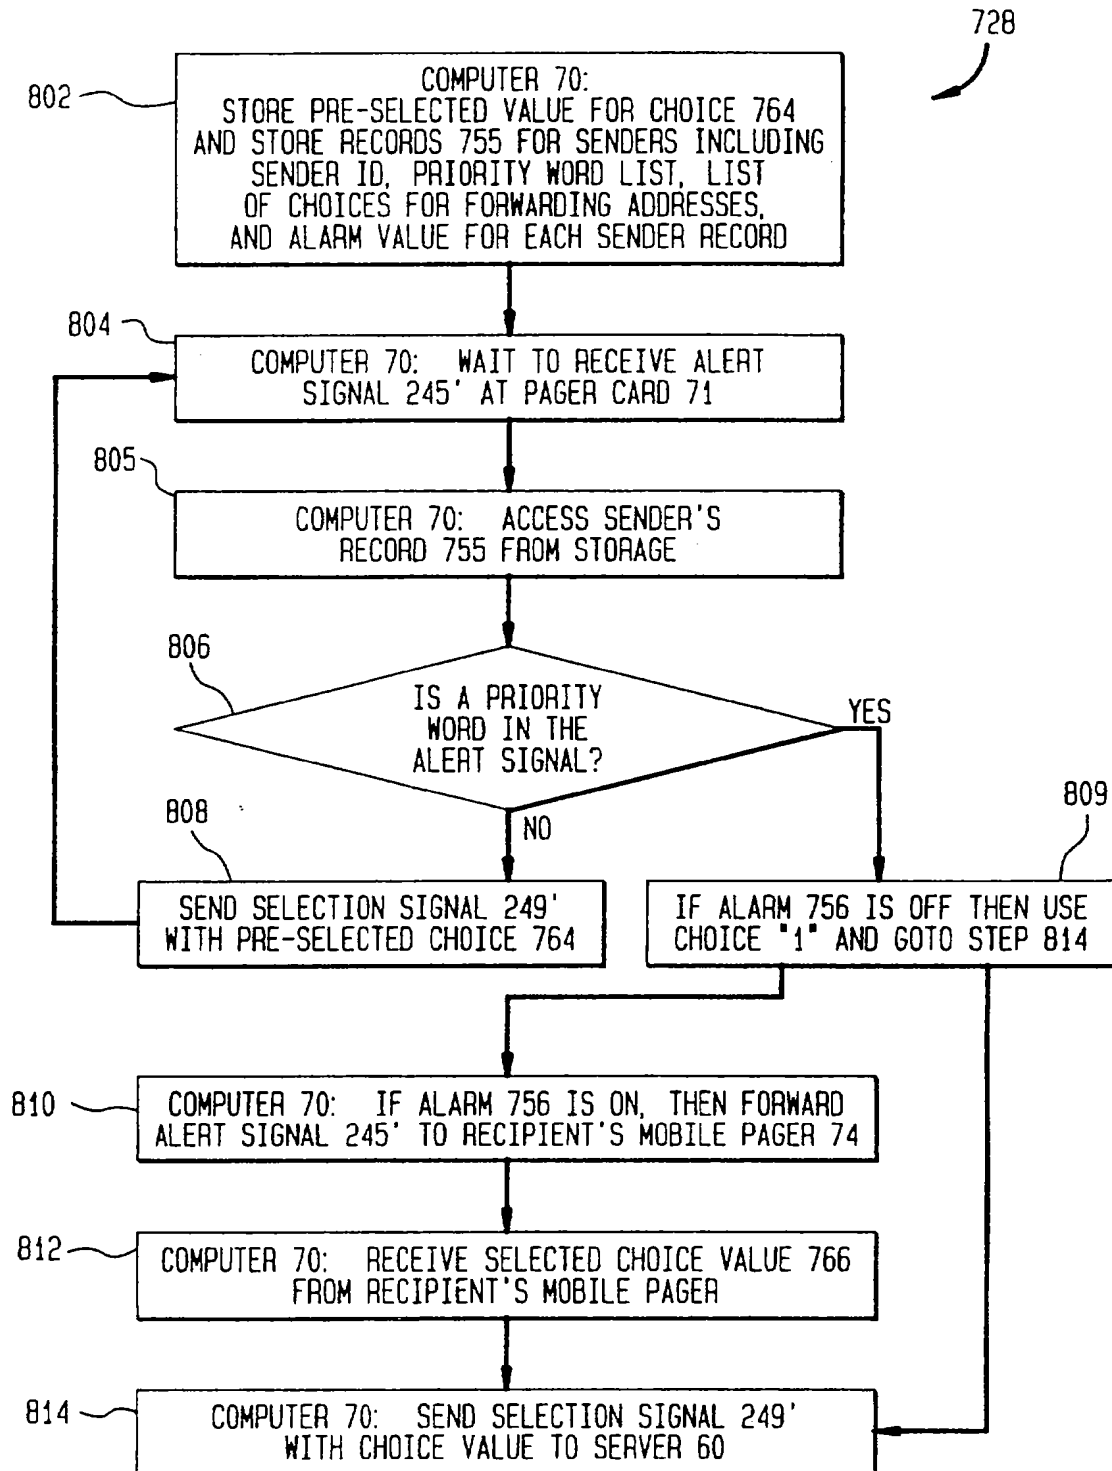 728
802
COMPUTER 70:
STORE PRE-SELECTED VALUE FOR CHOICE 764
AND STORE RECORDS 755 FOR SENDERS INCLUDING
SENDER ID, PRIORITY WORD LIST, LIST
OF CHOICES FOR FORWARDING ADDRESSES,
AND ALARM VALUE FOR EACH SENDER RECORD
804
COMPUTER 70: WAIT TO RECEIVE ALERT
SIGNAL 245' AT PAGER CARD 71
805
COMPUTER 70: ACCESS SENDER'S
RECORD 755 FROM STORAGE
806
IS A PRIORITY
WORD IN THE
ALERT SIGNAL?
YES
NO
808
SEND SELECTION SIGNAL 249'
WITH PRE-SELECTED CHOICE 764
809
IF ALARM 756 IS OFF THEN USE
CHOICE "1" AND GOTO STEP 814
810
COMPUTER 70: IF ALARM 756 IS ON, THEN FORWARD
ALERT SIGNAL 245' TO RECIPIENT'S MOBILE PAGER 74
812
COMPUTER 70: RECEIVE SELECTED CHOICE VALUE 766
FROM RECIPIENT'S MOBILE PAGER
814
COMPUTER 70: SEND SELECTION SIGNAL 249'
WITH CHOICE VALUE TO SERVER 60